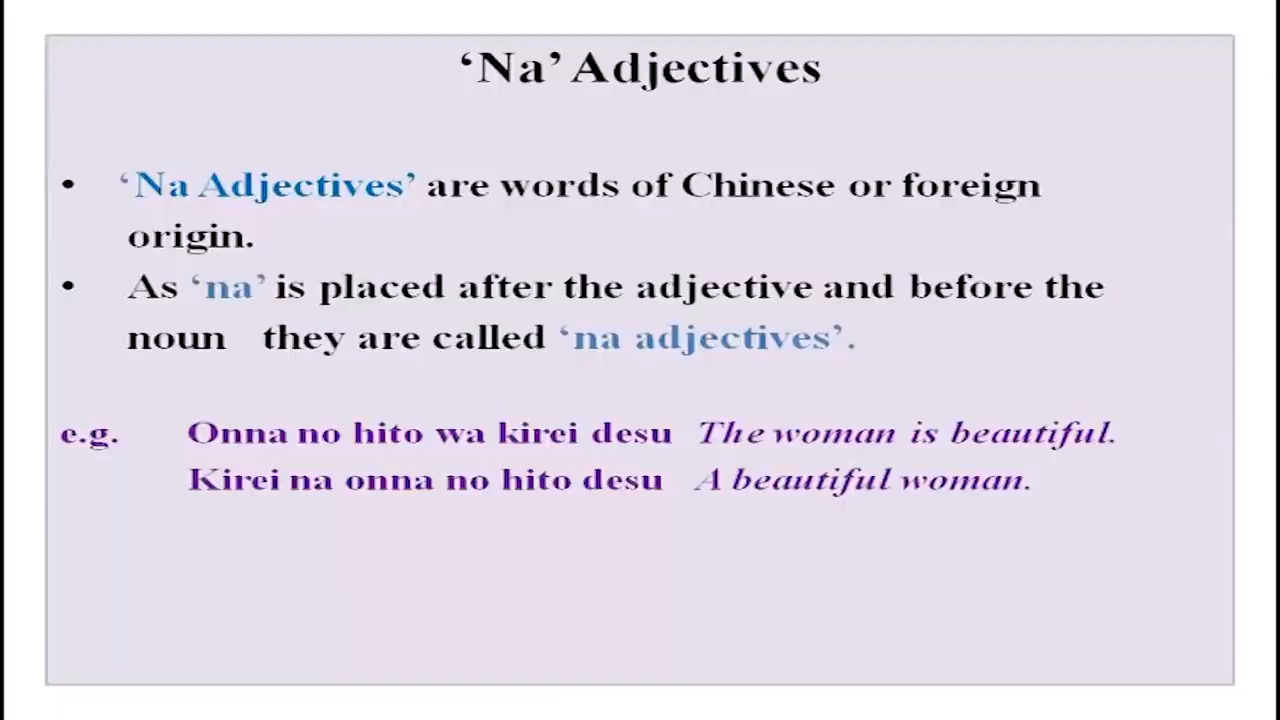 ‘Na’ Adjectives
• ‘Na Adjectives’ are words of Chinese or foreign
origin.
• As ‘na’ is placed after the adjective and before the
noun they are called ‘na adjectives’.
e.g. Onna no hito wa kirei desu The woman is beautiful.
Kirei na onna no hito desu A beautiful woman.